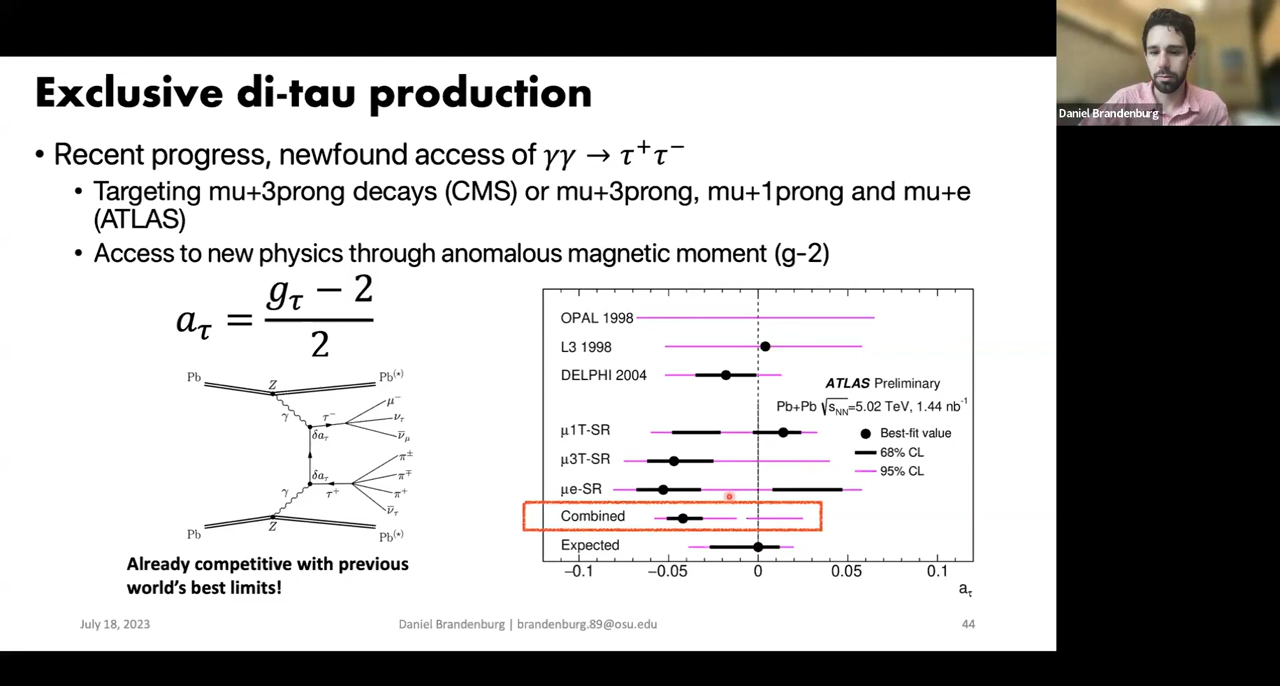 Exclusive di-tau production
Daniel Brandenburg
• Recent progress, newfound access of γγ → τ⁺τ⁻
• Targeting mu+3prong decays (CMS) or mu+3prong, mu+1prong and mu+e
(ATLAS)
• Access to new physics through anomalous magnetic moment (g-2)
a_τ = (g_τ − 2) / 2
Pb
Z
Pb(⋆)
γ
τ⁻
μ⁻
ν_τ
ν̄_μ
δa_τ
δa_τ
γ
τ⁺
π±
π∓
π⁺
ν̄_τ
Pb
Z
Pb(⋆)
Already competitive with previous
world's best limits!
OPAL 1998
L3 1998
DELPHI 2004
ATLAS Preliminary
Pb+Pb √s_NN=5.02 TeV, 1.44 nb⁻¹
μ1T-SR
μ3T-SR
μe-SR
Combined
Expected
Best-fit value
68% CL
95% CL
−0.1 −0.05 0 0.05 0.1
a_τ
July 18, 2023
Daniel Brandenburg | brandenburg.89@osu.edu
44